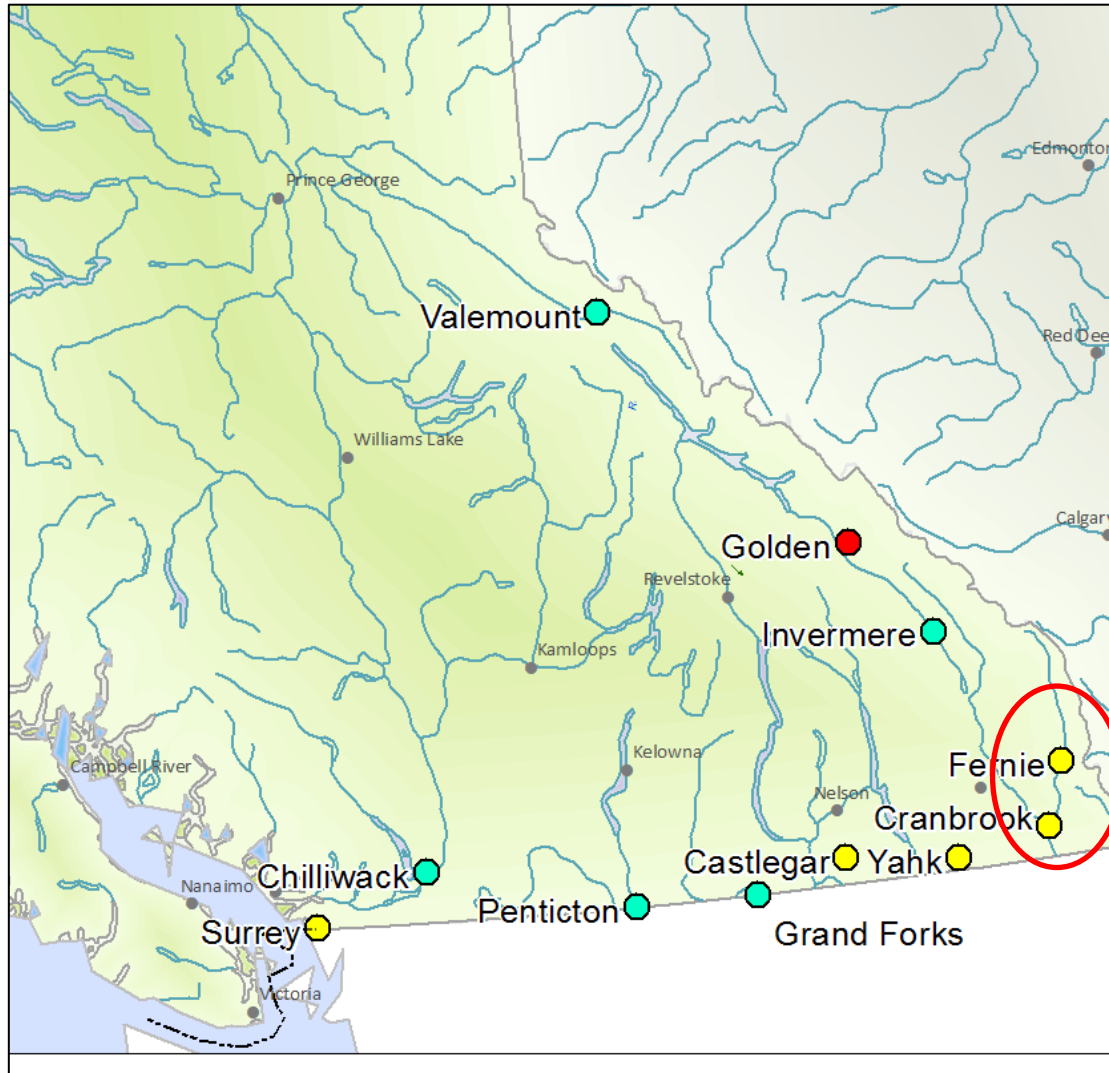 Edmonton
Prince George
Valemount
Red Dee
R.
Williams Lake
Calgary
Golden
Revelstoke
Invermere
Kamloops
Kelowna
Fernie
Campbell River
Nelson
Cranbrook
Castlegar
Yahk
Chilliwack
Nanaimo
Penticton
Grand Forks
Surrey
Victoria